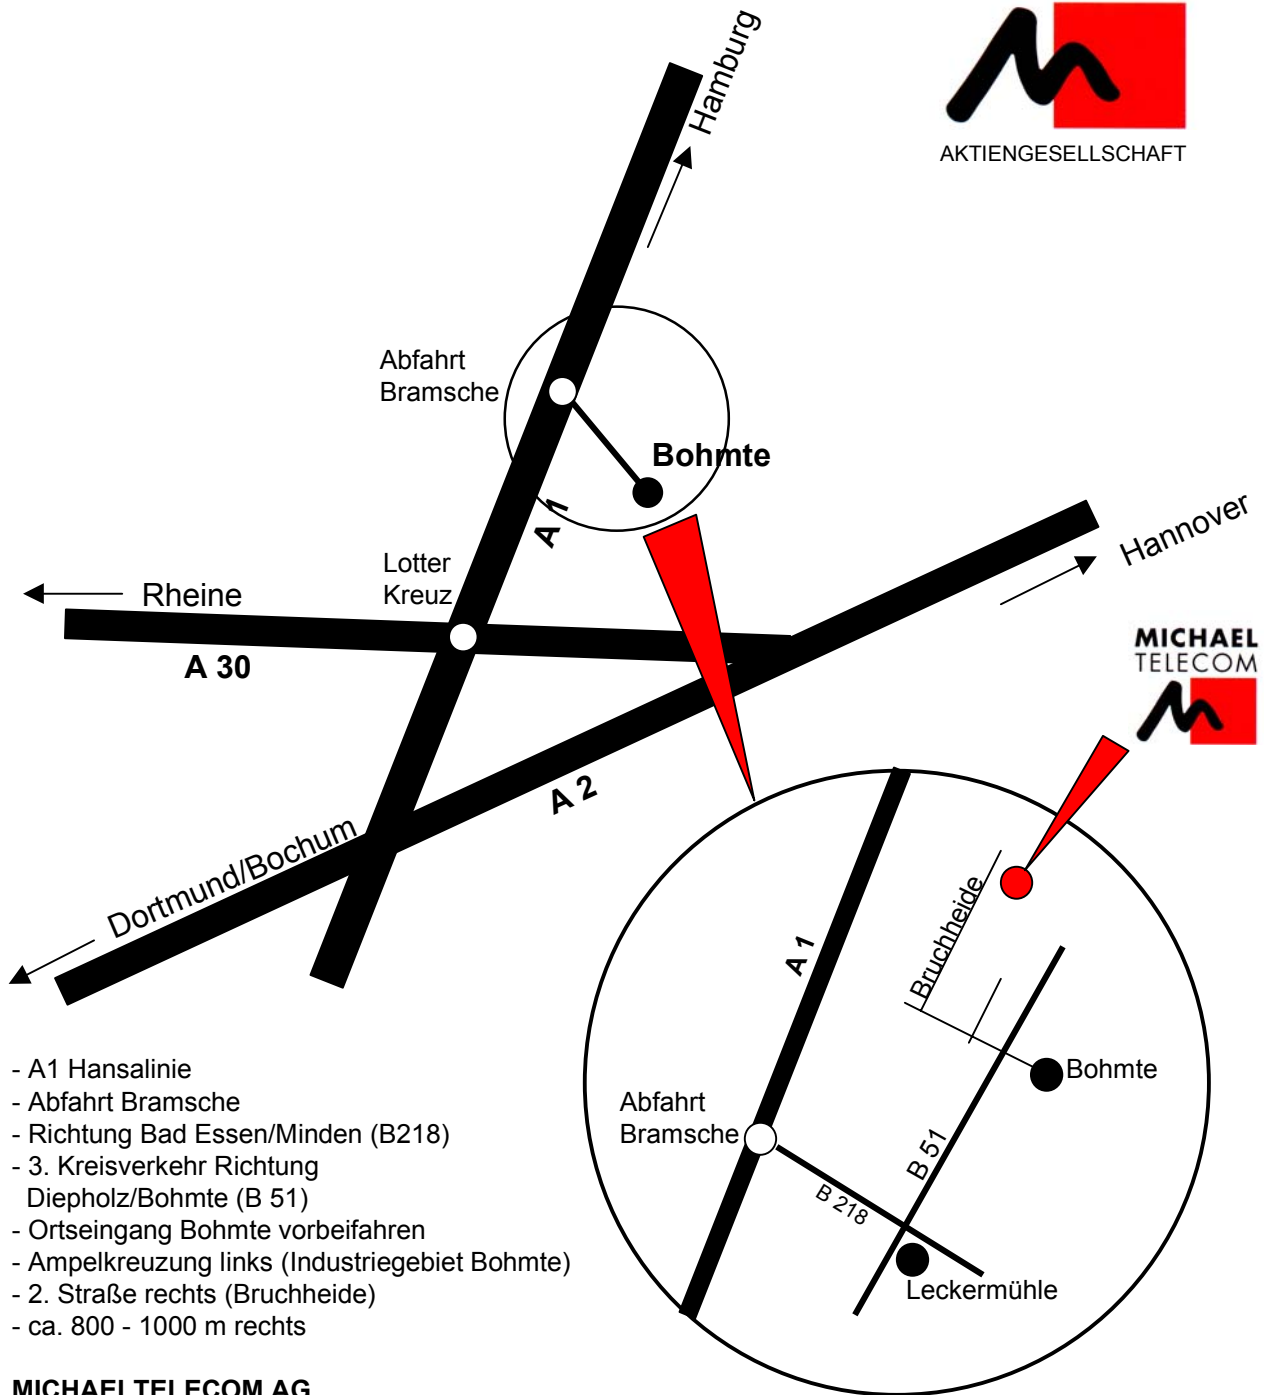 Hamburg
AKTIENGESELLSCHAFT
Abfahrt
Bramsche
Bohmte
A 1
Hannover
Lotter
Kreuz
Rheine
A 30
MICHAEL
TELECOM
A 2
Dortmund/Bochum
Bruchheide
A 1
Bohmte
Abfahrt
Bramsche
B 51
B 218
Leckermühle
- A1 Hansalinie
- Abfahrt Bramsche
- Richtung Bad Essen/Minden (B218)
- 3. Kreisverkehr Richtung
Diepholz/Bohmte (B 51)
- Ortseingang Bohmte vorbeifahren
- Ampelkreuzung links (Industriegebiet Bohmte)
- 2. Straße rechts (Bruchheide)
- ca. 800 - 1000 m rechts
MICHAEL TELECOM AG